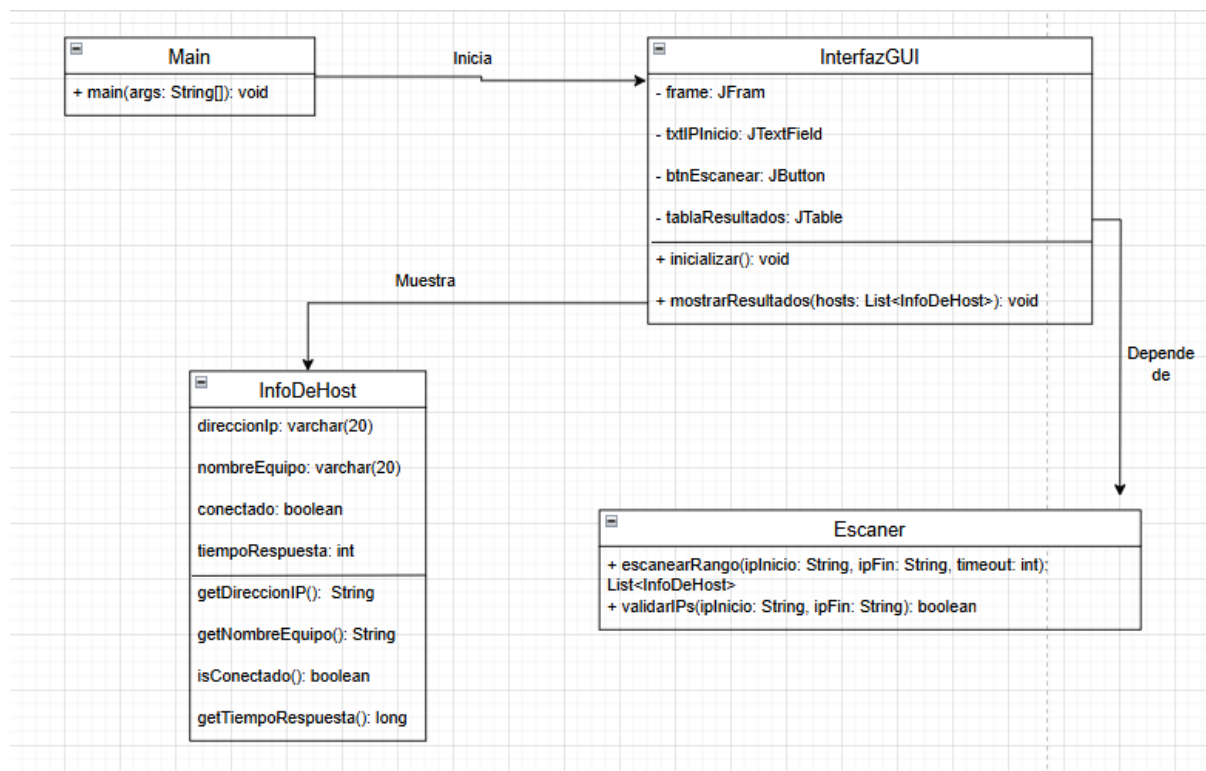 Main
+ main(args: String[]): void
Inicia
InterfazGUI
- frame: JFram
- txtIPInicio: JTextField
- btnEscanear: JButton
- tablaResultados: JTable
+ inicializar(): void
+ mostrarResultados(hosts: List<InfoDeHost>): void
Muestra
Depende
de
InfoDeHost
direccionIp: varchar(20)
nombreEquipo: varchar(20)
conectado: boolean
tiempoRespuesta: int
getDireccionIP(): String
getNombreEquipo(): String
isConectado(): boolean
getTiempoRespuesta(): long
Escaner
+ escanearRango(ipInicio: String, ipFin: String, timeout: int):
List<InfoDeHost>
+ validarIPs(ipInicio: String, ipFin: String): boolean